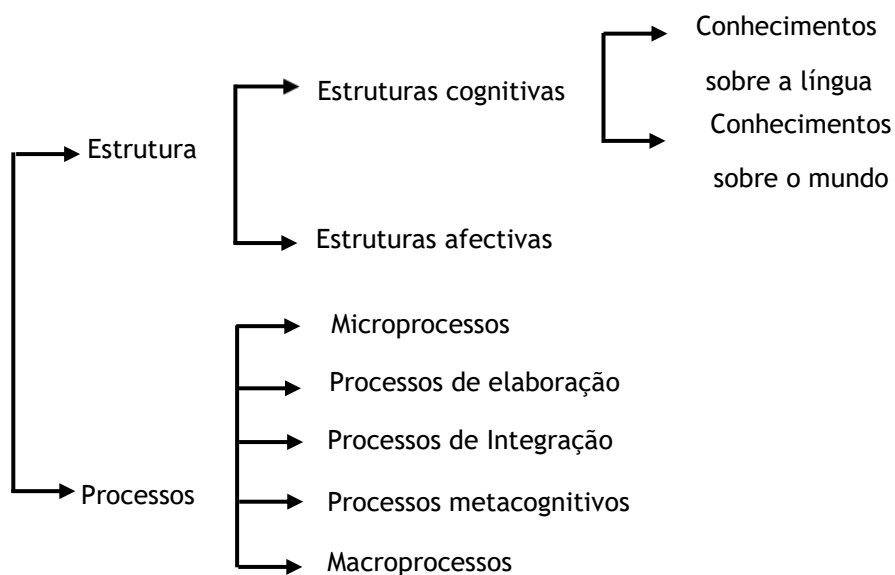 Conhecimentos
sobre a língua
Estruturas cognitivas
Conhecimentos
sobre o mundo
Estrutura
Estruturas afectivas
Microprocessos
Processos de elaboração
Processos de Integração
Processos
Processos metacognitivos
Macroprocessos